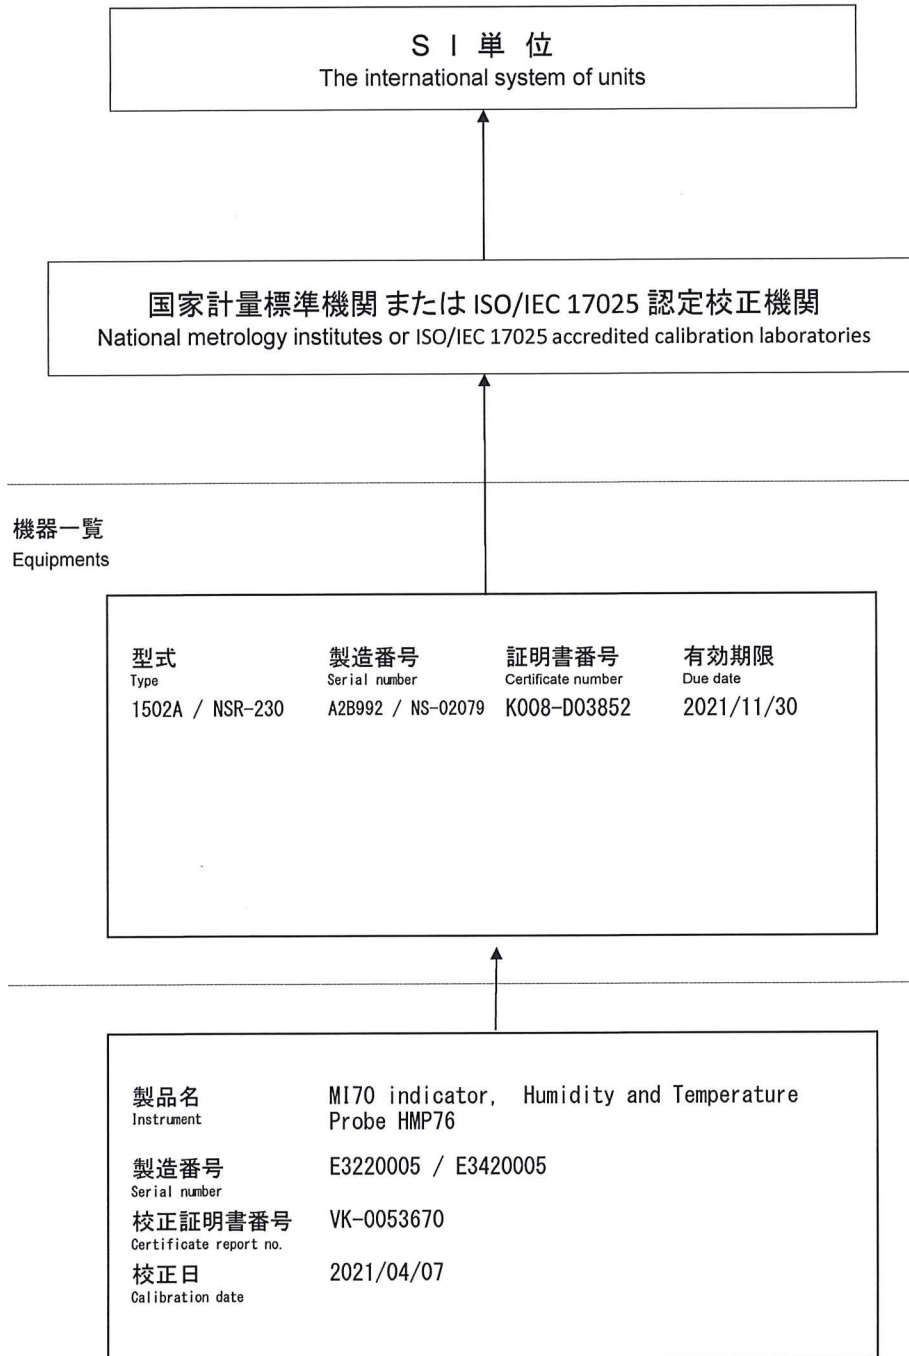 SI単位
The international system of units
国家計量標準機関 または ISO/IEC 17025 認定校正機関
National metrology institutes or ISO/IEC 17025 accredited calibration laboratories
機器一覧
Equipments
型式 製造番号 証明書番号 有効期限
Type Serial number Certificate number Due date
1502A / NSR-230 A2B992 / NS-02079 K008-D03852 2021/11/30
製品名 MI70 indicator, Humidity and Temperature
Instrument Probe HMP76
製造番号 E3220005 / E3420005
Serial number
校正証明書番号 VK-0053670
Certificate report no.
校正日 2021/04/07
Calibration date